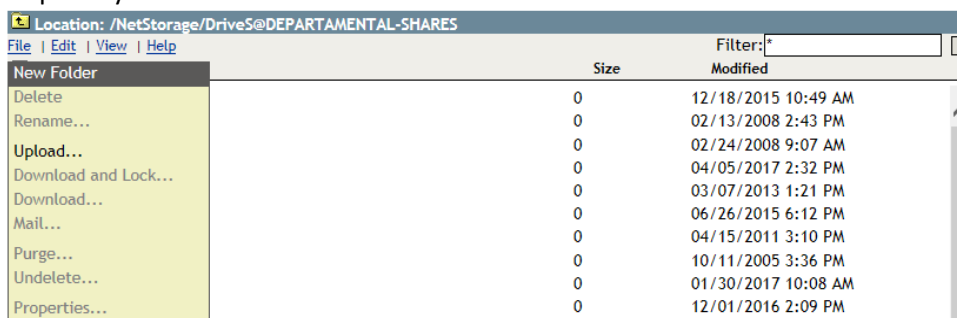 Location: /NetStorage/DriveS@DEPARTAMENTAL-SHARES
File | Edit | View | Help Filter: *
New Folder Size Modified
Delete 0 12/18/2015 10:49 AM
Rename... 0 02/13/2008 2:43 PM
Upload... 0 02/24/2008 9:07 AM
Download and Lock... 0 04/05/2017 2:32 PM
Download... 0 03/07/2013 1:21 PM
Mail... 0 06/26/2015 6:12 PM
0 04/15/2011 3:10 PM
Purge... 0 10/11/2005 3:36 PM
Undelete... 0 01/30/2017 10:08 AM
Properties... 0 12/01/2016 2:09 PM